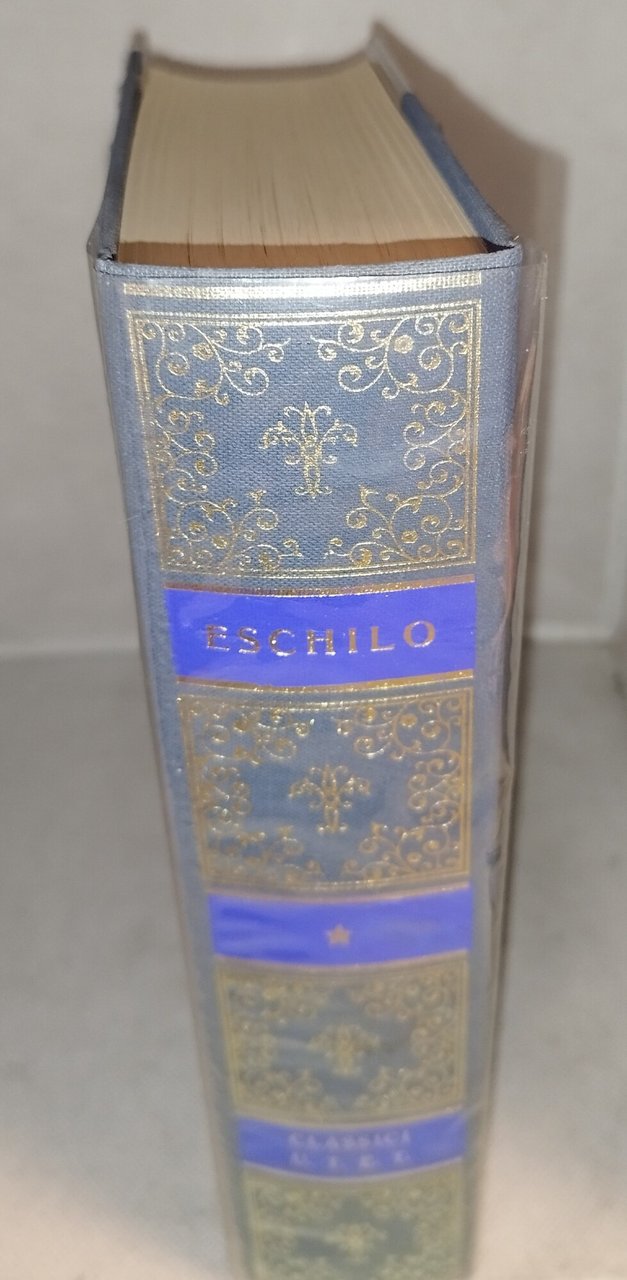 ESCHILO
CLASSICI
U. T. E. T.